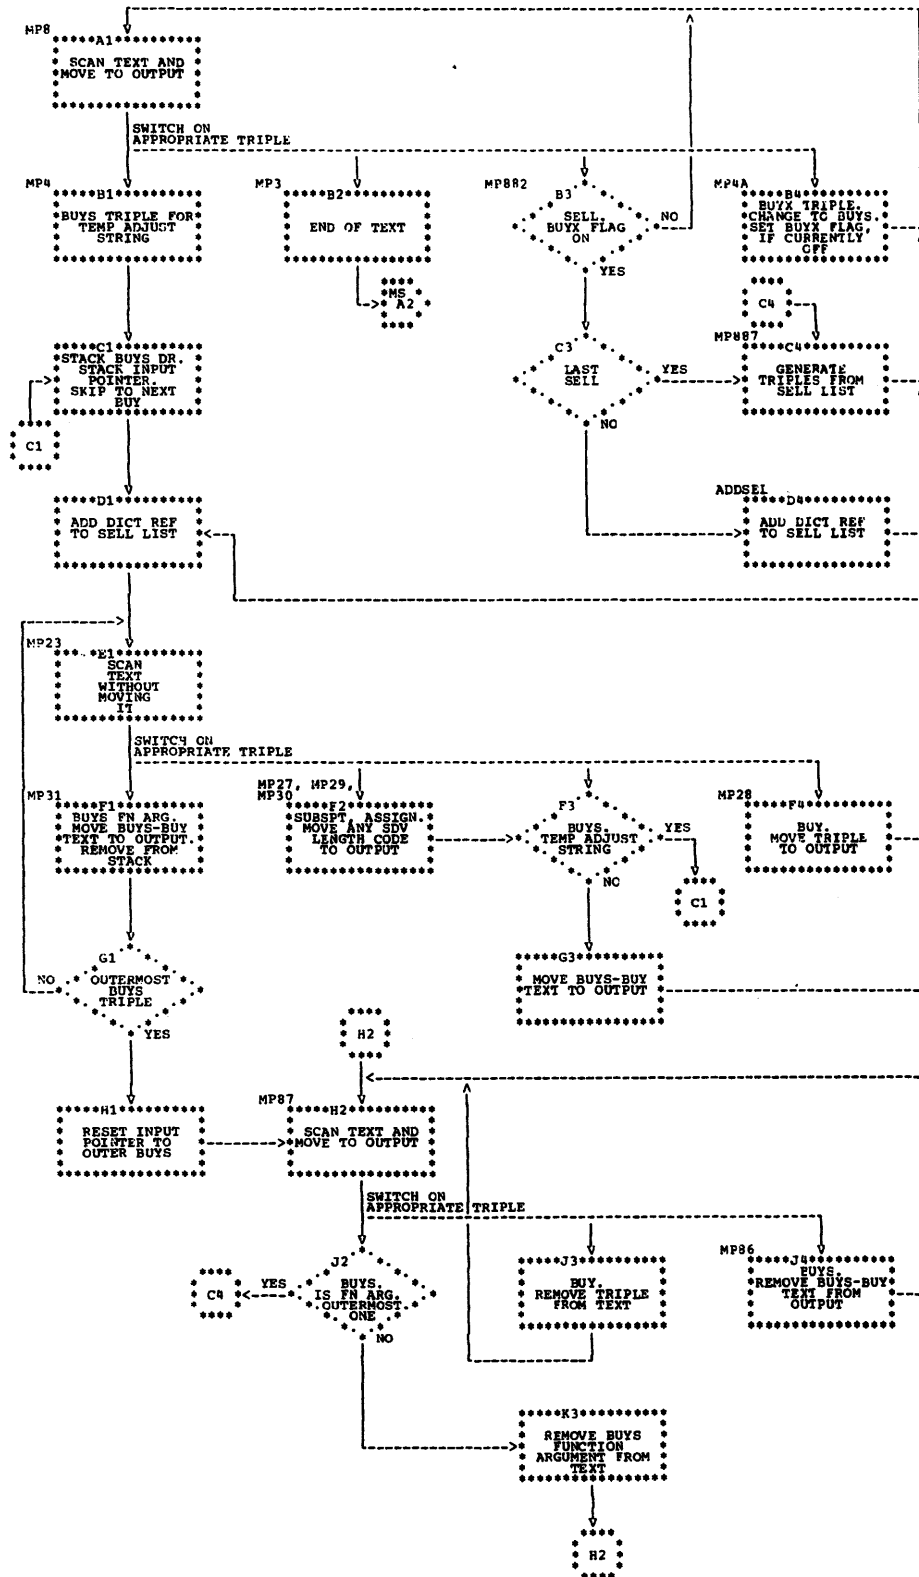 MP8
A1
SCAN TEXT AND
MOVE TO OUTPUT
SWITCH ON
APPROPRIATE TRIPLE
MP4
B1
BUYS TRIPLE FOR
TEMP ADJUST
STRING
MP3
B2
END OF TEXT
MP882
B3
SELL.
BUYX FLAG
ON
NO
YES
MP4A
B4
BUYX TRIPLE.
CHANGE TO BUYS.
SET BUYX FLAG,
IF CURRENTLY
OFF
MS
A2
C4
C1
STACK BUYS DR.
STACK INPUT
POINTER.
SKIP TO NEXT
BUY
C1
C3
LAST
SELL
YES
NO
MP887
C4
GENERATE
TRIPLES FROM
SELL LIST
D1
ADD DICT REF
TO SELL LIST
ADDSEL
D4
ADD DICT REF
TO SELL LIST
MP23
E1
SCAN
TEXT
WITHOUT
MOVING
IT
SWITCH ON
APPROPRIATE TRIPLE
MP31
F1
BUYS FN ARG.
MOVE BUYS-BUY
TEXT TO OUTPUT.
REMOVE FROM
STACK
MP27, MP29,
MP30
F2
SUBSPT, ASSIGN.
MOVE ANY SDV
LENGTH CODE
TO OUTPUT
F3
BUYS.
TEMP ADJUST
STRING
YES
NO
C1
MP28
F4
BUY.
MOVE TRIPLE
TO OUTPUT
G1
OUTERMOST
BUYS
TRIPLE
NO
YES
G3
MOVE BUYS-BUY
TEXT TO OUTPUT
H2
H1
RESET INPUT
POINTER TO
OUTER BUYS
MP87
H2
SCAN TEXT AND
MOVE TO OUTPUT
SWITCH ON
APPROPRIATE TRIPLE
C4
YES
J2
BUYS.
IS FN ARG.
OUTERMOST
ONE
NO
J3
BUY.
REMOVE TRIPLE
FROM TEXT
MP86
J4
BUYS.
REMOVE BUYS-BUY
TEXT FROM
OUTPUT
K3
REMOVE BUYS
FUNCTION
ARGUMENT FROM
TEXT
H2